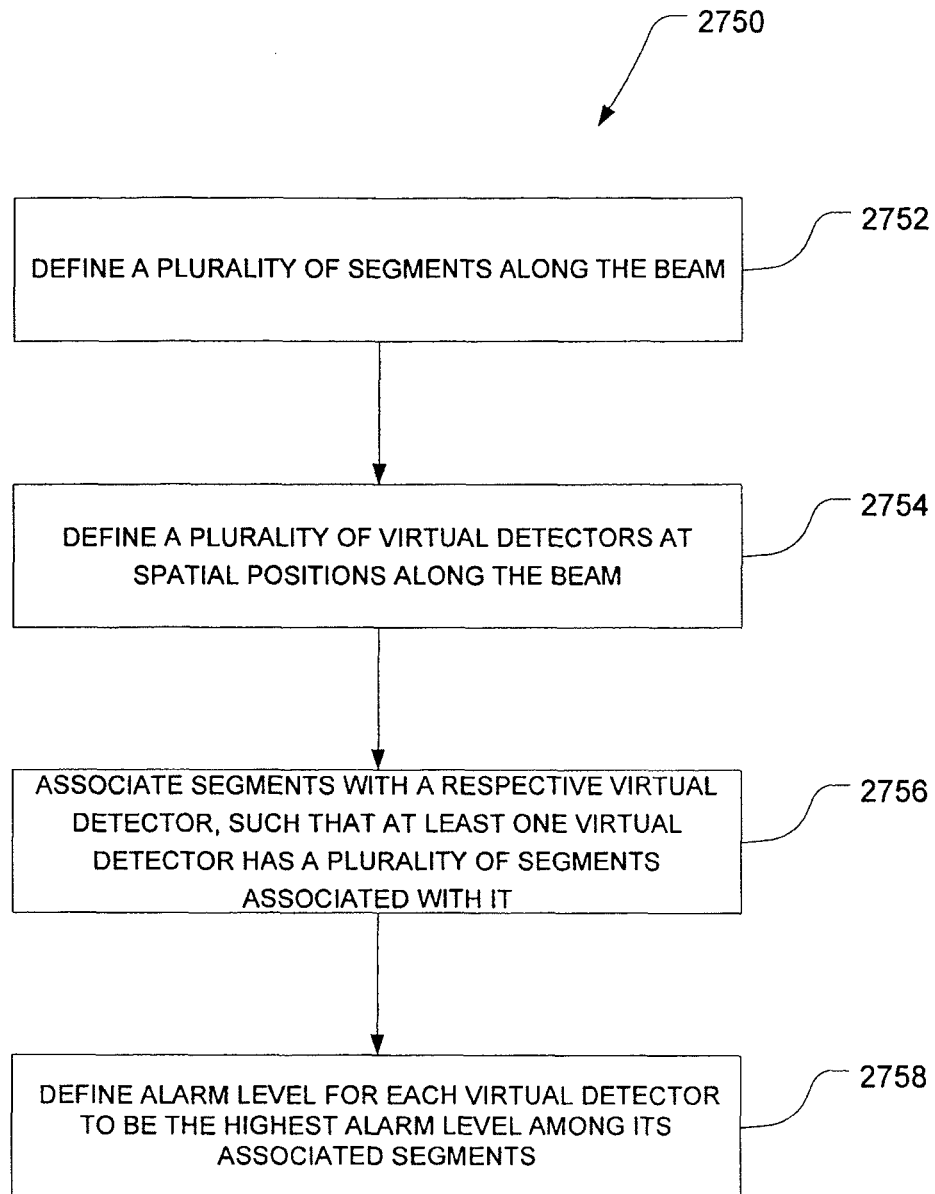 2750
2752
DEFINE A PLURALITY OF SEGMENTS ALONG THE BEAM
2754
DEFINE A PLURALITY OF VIRTUAL DETECTORS AT
SPATIAL POSITIONS ALONG THE BEAM
2756
ASSOCIATE SEGMENTS WITH A RESPECTIVE VIRTUAL
DETECTOR, SUCH THAT AT LEAST ONE VIRTUAL
DETECTOR HAS A PLURALITY OF SEGMENTS
ASSOCIATED WITH IT
2758
DEFINE ALARM LEVEL FOR EACH VIRTUAL DETECTOR
TO BE THE HIGHEST ALARM LEVEL AMONG ITS
ASSOCIATED SEGMENTS